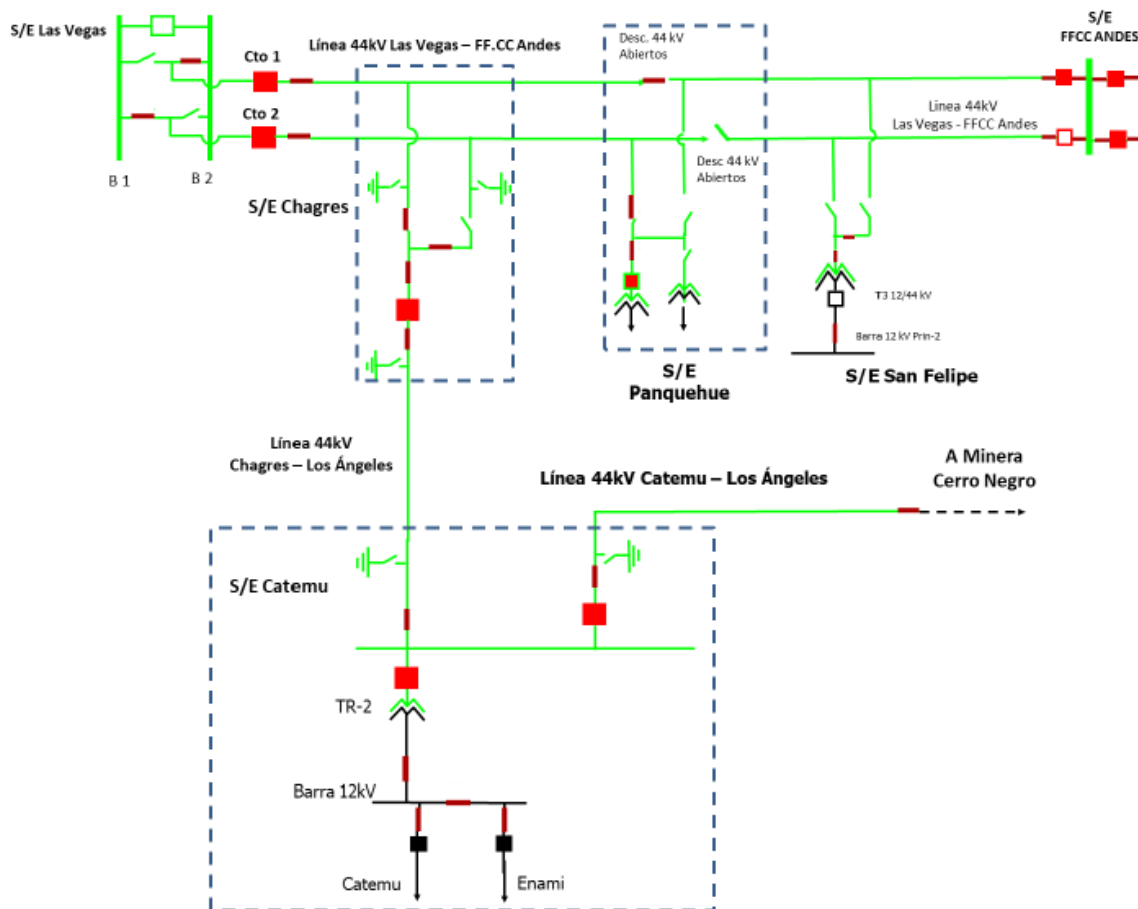 S/E Las Vegas
Cto 1
Cto 2
B 1
B 2
Línea 44kV Las Vegas – FF.CC Andes
Desc. 44 kV
Abiertos
S/E
FFCC ANDES
Linea 44kV
Las Vegas - FFCC Andes
Desc 44 kV
Abiertos
S/E Chagres
T3 12/44 kV
Barra 12 kV Prin-2
S/E
Panquehue
S/E San Felipe
Línea 44kV
Chagres – Los Ángeles
Línea 44kV Catemu – Los Ángeles
A Minera
Cerro Negro
S/E Catemu
TR-2
Barra 12kV
Catemu
Enami